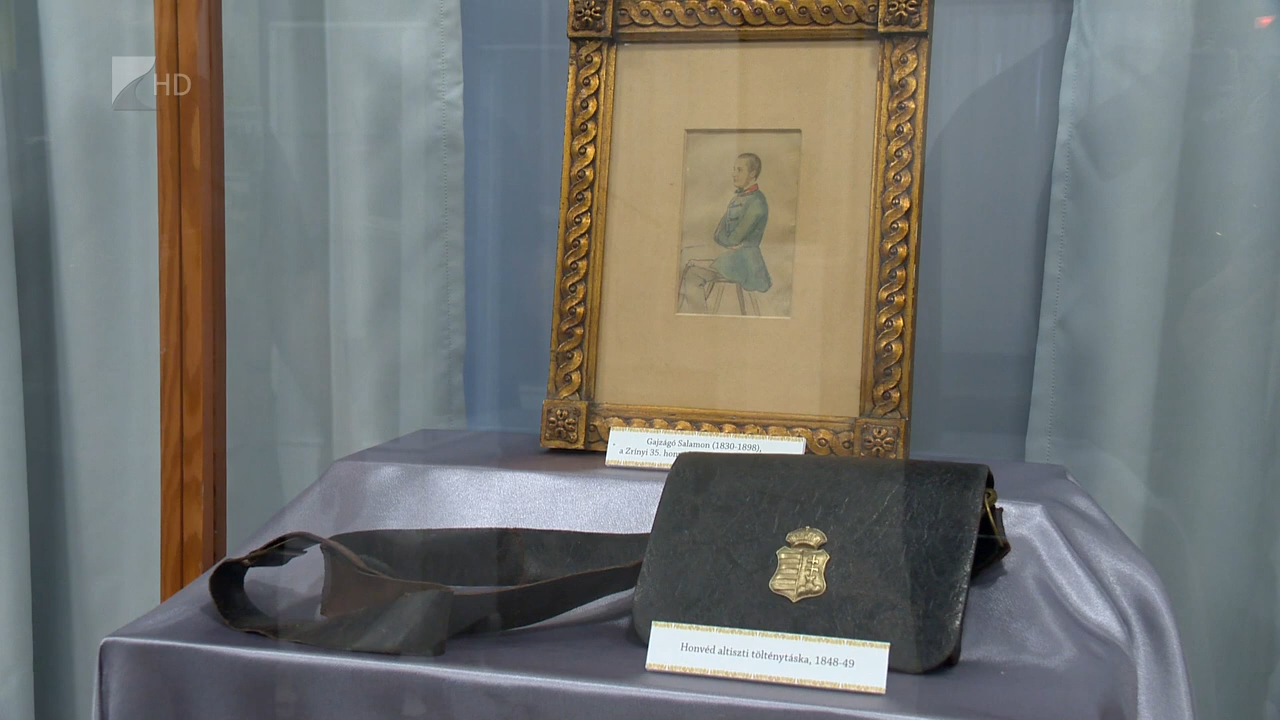 HD
Gajzágó Salamon (1830-1898),
a Zrínyi 35.
Honvéd altiszti tölténytáska, 1848-49